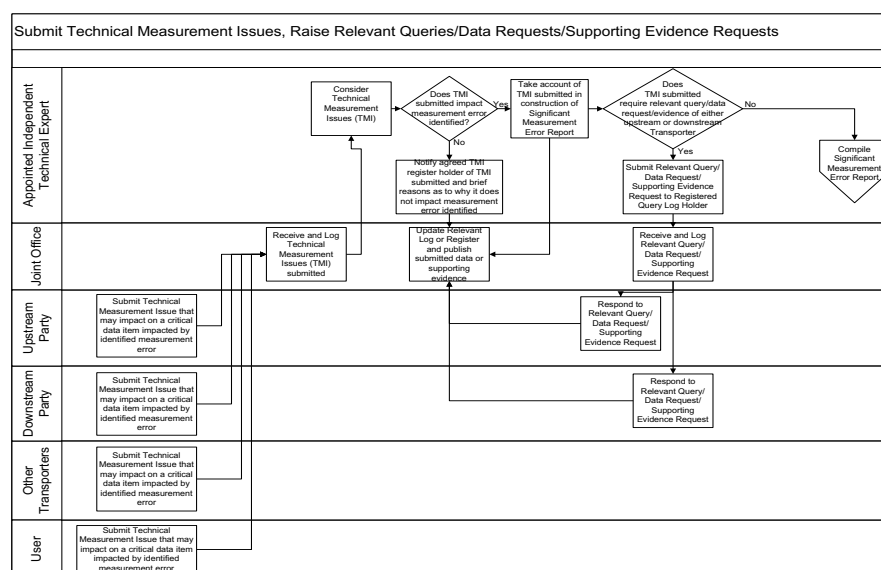 Submit Technical Measurement Issues, Raise Relevant Queries/Data Requests/Supporting Evidence Requests
Appointed Independent
Technical Expert
Consider
Technical
Measurement
Issues (TMI)
Does TMI
submitted impact
measurement error
identified?
Yes
No
Take account of
TMI submitted in
construction of
Significant
Measurement
Error Report
Does
TMI submitted
require relevant query/data
request/evidence of either
upstream or downstream
Transporter
No
Yes
Compile
Significant
Measurement
Error Report
Notify agreed TMI
register holder of TMI
submitted and brief
reasons as to why it does
not impact measurement
error identified
Submit Relevant Query/
Data Request/
Supporting Evidence
Request to Registered
Query Log Holder
Joint Office
Receive and Log
Technical
Measurement
Issues (TMI)
submitted
Update Relevant
Log or Register
and publish
submitted data or
supporting
evidence
Receive and Log
Relevant Query/
Data Request/
Supporting
Evidence Request
Upstream
Party
Submit Technical
Measurement Issue that
may impact on a critical
data item impacted by
identified measurement
error
Respond to
Relevant Query/
Data Request/
Supporting
Evidence Request
Downstream
Party
Submit Technical
Measurement Issue that
may impact on a critical
data item impacted by
identified measurement
error
Respond to
Relevant Query/
Data Request/
Supporting
Evidence Request
Other
Transporters
Submit Technical
Measurement Issue that
may impact on a critical
data item impacted by
identified measurement
error
User
Submit Technical
Measurement Issue that may
impact on a critical data item
impacted by identified
measurement error